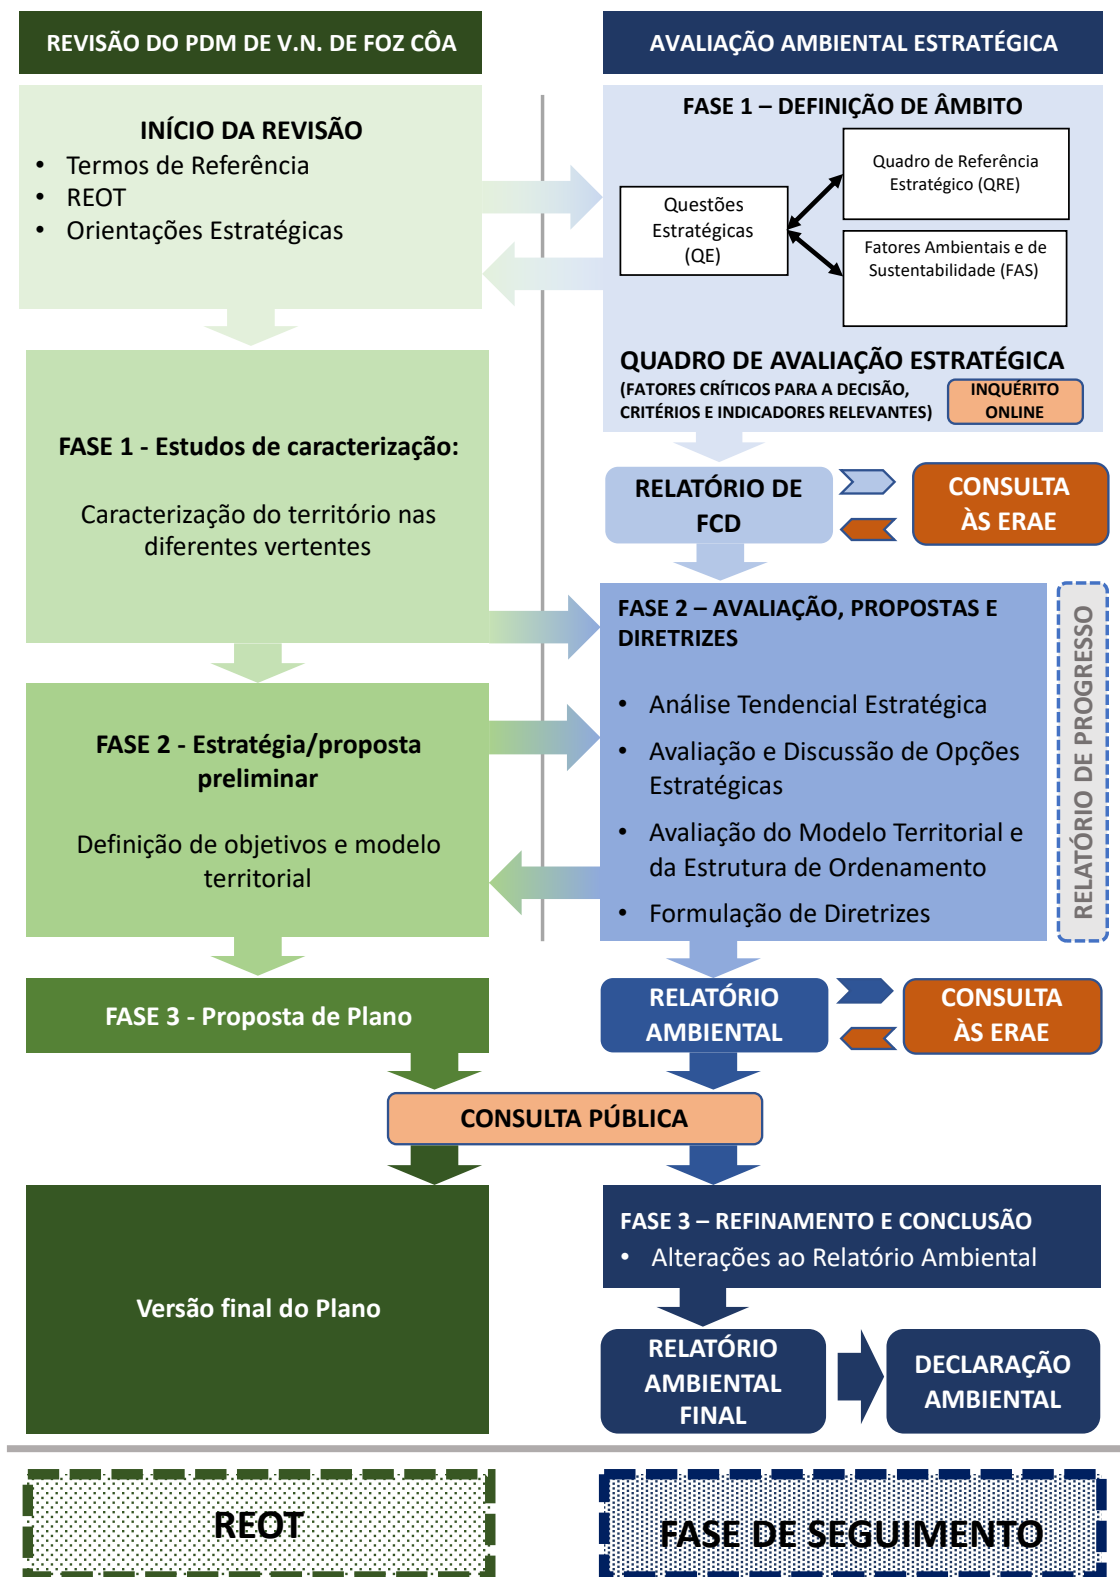 REVISÃO DO PDM DE V.N. DE FOZ CÔA
AVALIAÇÃO AMBIENTAL ESTRATÉGICA
INÍCIO DA REVISÃO
• Termos de Referência
• REOT
• Orientações Estratégicas
FASE 1 – DEFINIÇÃO DE ÂMBITO
Questões
Estratégicas
(QE)
Quadro de Referência
Estratégico (QRE)
Fatores Ambientais e de
Sustentabilidade (FAS)
QUADRO DE AVALIAÇÃO ESTRATÉGICA
(FATORES CRÍTICOS PARA A DECISÃO,
CRITÉRIOS E INDICADORES RELEVANTES)
INQUÉRITO
ONLINE
FASE 1 - Estudos de caracterização:
Caracterização do território nas
diferentes vertentes
RELATÓRIO DE
FCD
CONSULTA
ÀS ERAE
FASE 2 – AVALIAÇÃO, PROPOSTAS E
DIRETRIZES
• Análise Tendencial Estratégica
• Avaliação e Discussão de Opções
Estratégicas
• Avaliação do Modelo Territorial e
da Estrutura de Ordenamento
• Formulação de Diretrizes
RELATÓRIO DE PROGRESSO
FASE 2 - Estratégia/proposta
preliminar
Definição de objetivos e modelo
territorial
FASE 3 - Proposta de Plano
RELATÓRIO
AMBIENTAL
CONSULTA
ÀS ERAE
CONSULTA PÚBLICA
Versão final do Plano
FASE 3 – REFINAMENTO E CONCLUSÃO
• Alterações ao Relatório Ambiental
RELATÓRIO
AMBIENTAL
FINAL
DECLARAÇÃO
AMBIENTAL
REOT
FASE DE SEGUIMENTO